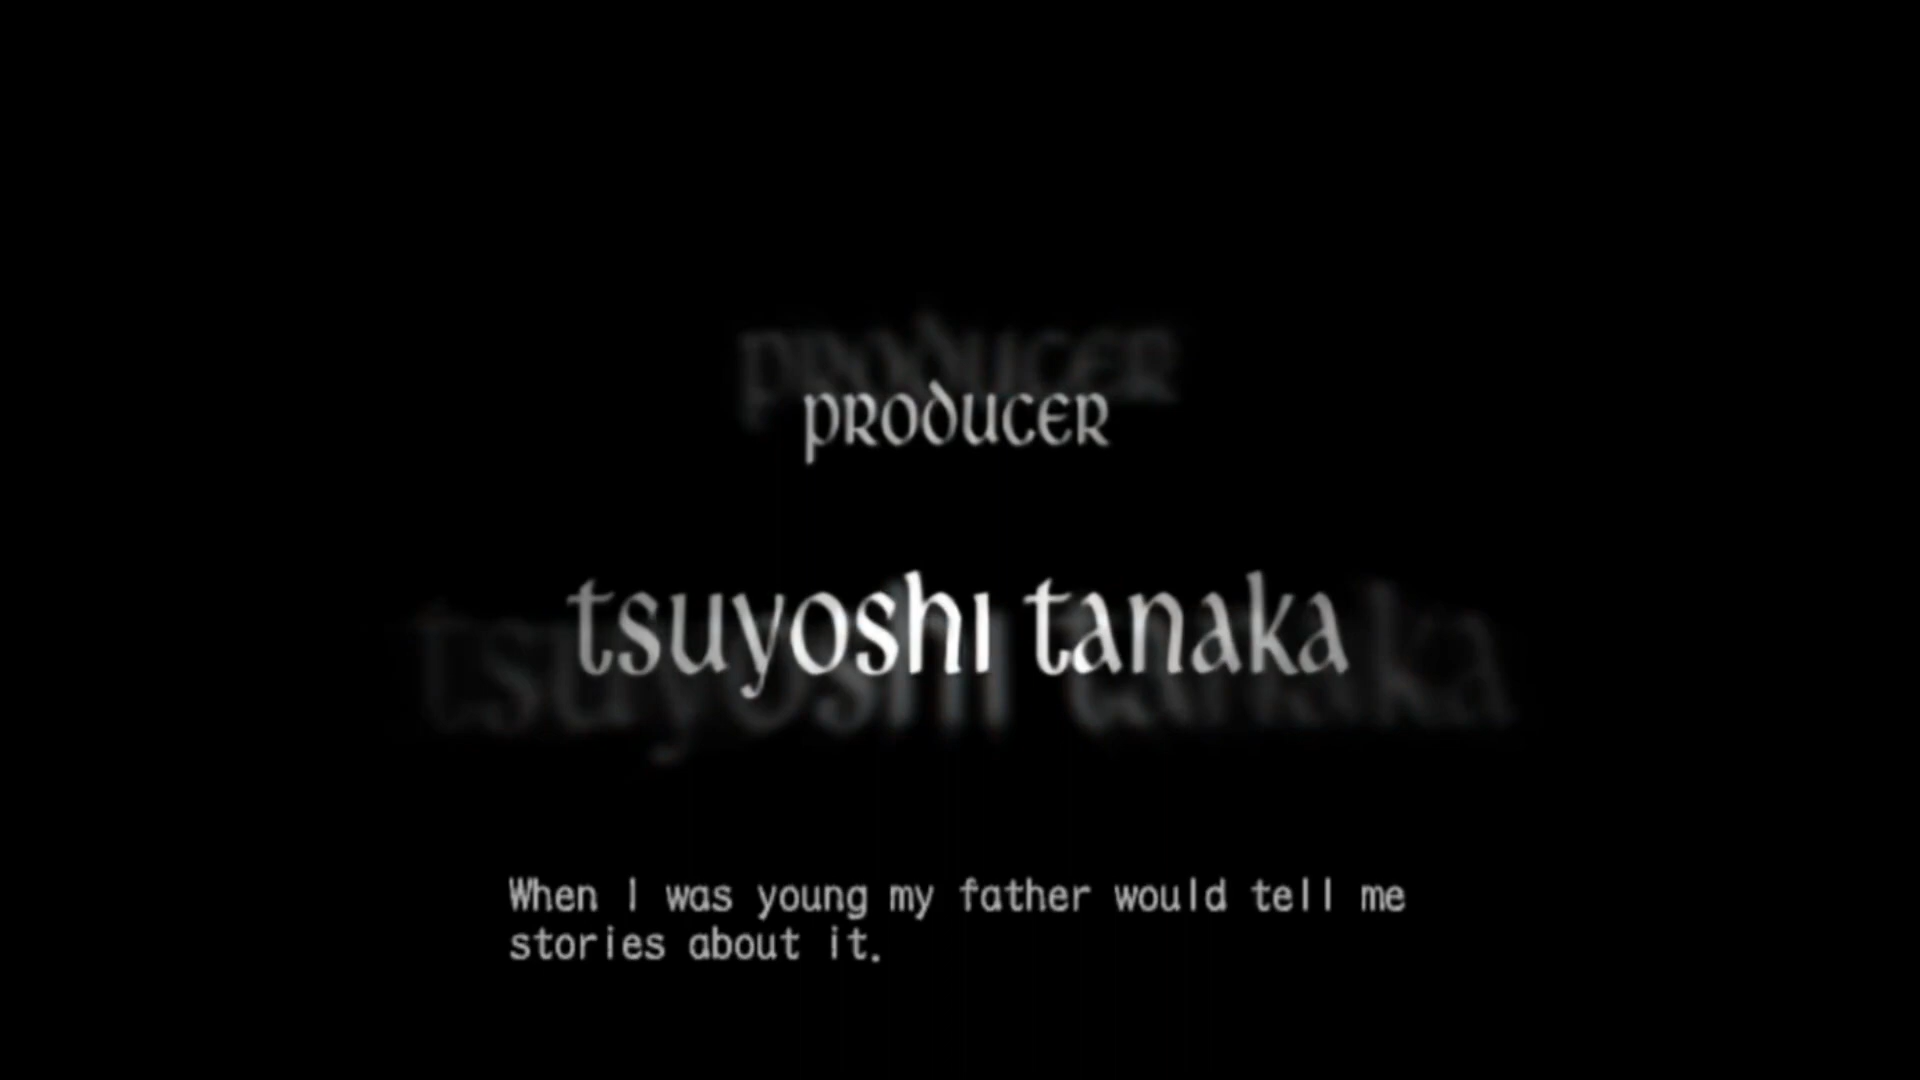 producer
tsuyoshi tanaka
When I was young my father would tell me
stories about it.